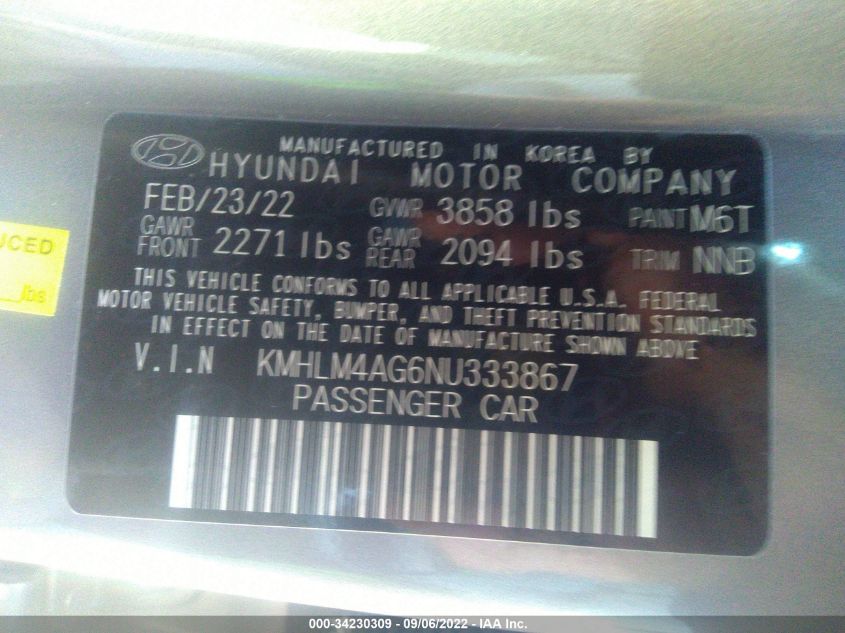 MANUFACTURED IN KOREA BY
HYUNDAI MOTOR COMPANY
FEB/23/22 GVWR 3858 lbs PAINT M6T
GAWR FRONT 2271 lbs GAWR REAR 2094 lbs TRIM NNB
THIS VEHICLE CONFORMS TO ALL APPLICABLE U.S.A. FEDERAL
MOTOR VEHICLE SAFETY, BUMPER, AND THEFT PREVENTION STANDARDS
IN EFFECT ON THE DATE OF MANUFACTURE SHOWN ABOVE
V.I.N KMHLM4AG6NU333867
PASSENGER CAR
UCED
lbs
000-34230309 - 09/06/2022 - IAA Inc.